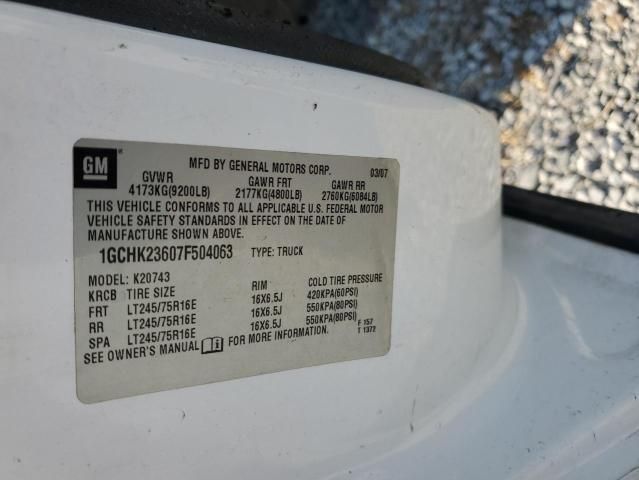 GM
MFD BY GENERAL MOTORS CORP. 03/07
GVWR GAWR FRT GAWR RR
4173KG(9200LB) 2177KG(4800LB) 2760KG(6084LB)
THIS VEHICLE CONFORMS TO ALL APPLICABLE U.S. FEDERAL MOTOR
VEHICLE SAFETY STANDARDS IN EFFECT ON THE DATE OF
MANUFACTURE SHOWN ABOVE.
1GCHK23607F504063 TYPE: TRUCK
MODEL: K20743
KRCB TIRE SIZE RIM COLD TIRE PRESSURE
FRT LT245/75R16E 16X6.5J 420KPA(60PSI)
RR LT245/75R16E 16X6.5J 550KPA(80PSI)
SPA LT245/75R16E 16X6.5J 550KPA(80PSI)
SEE OWNER'S MANUAL FOR MORE INFORMATION.
F 157
T 1372